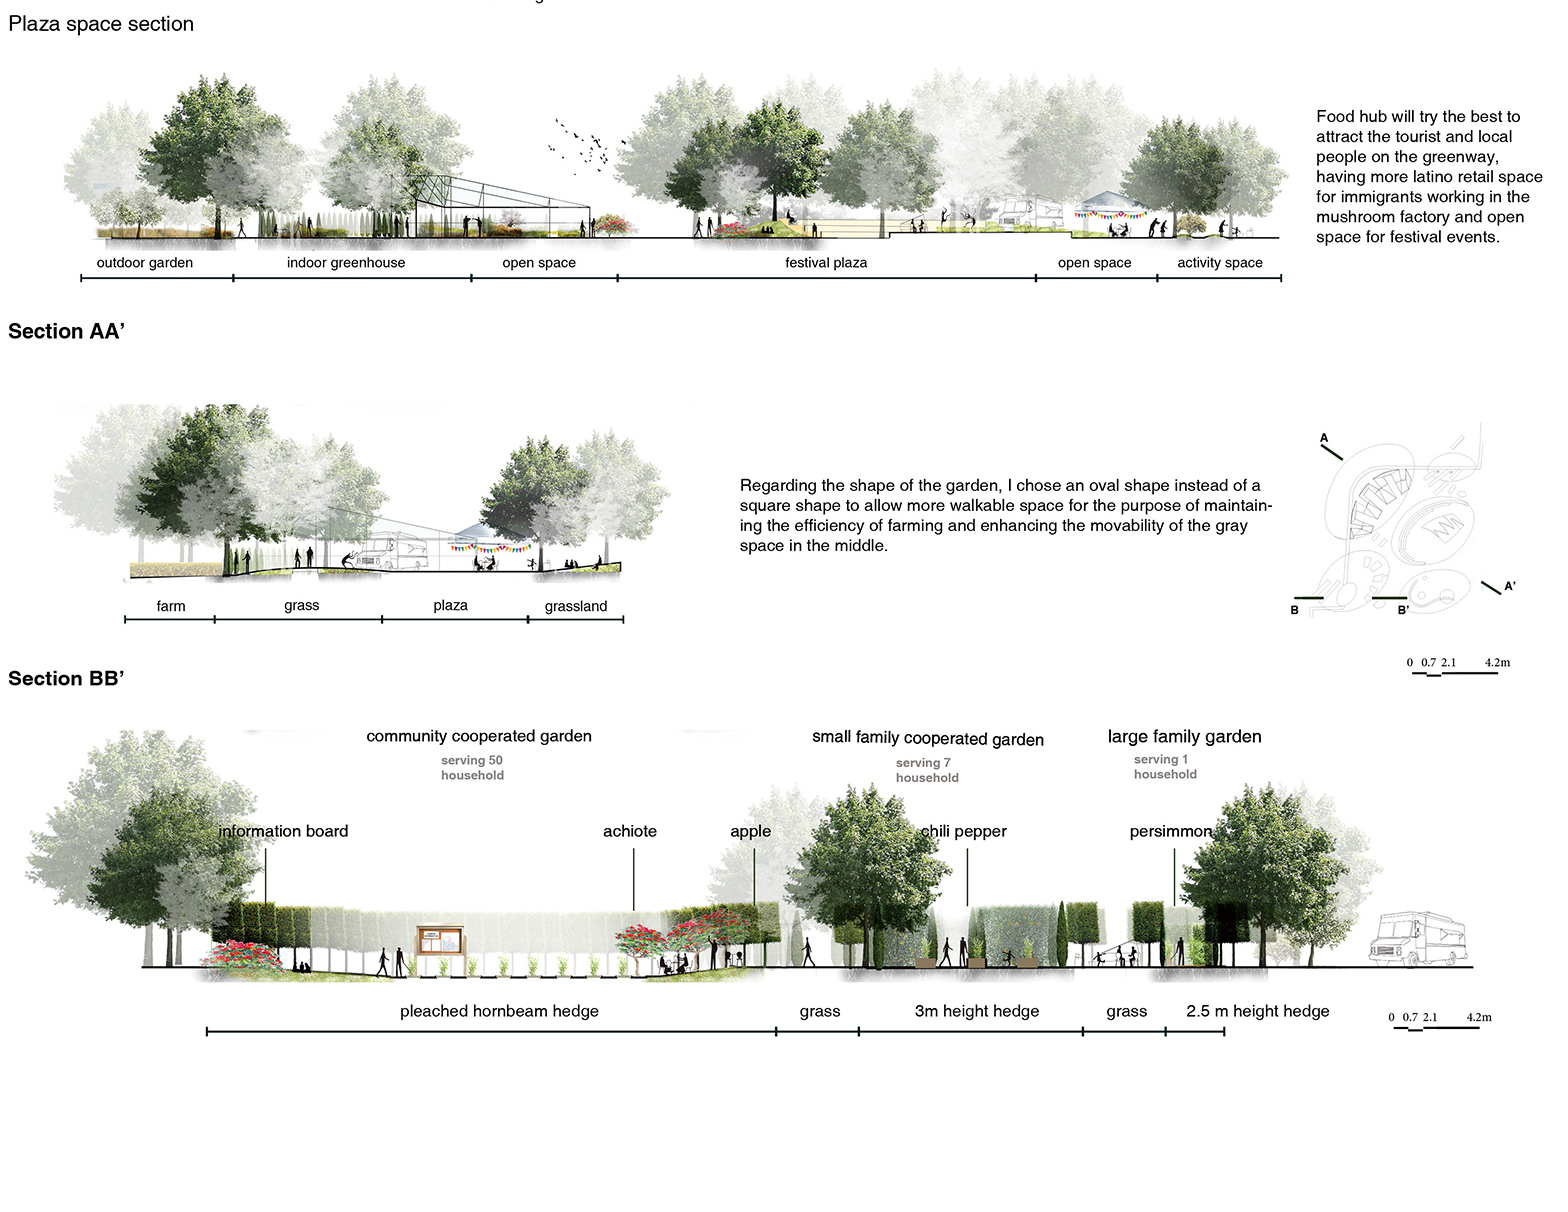 Plaza space section
Food hub will try the best to
attract the tourist and local
people on the greenway,
having more latino retail space
for immigrants working in the
mushroom factory and open
space for festival events.
outdoor garden
indoor greenhouse
open space
festival plaza
open space
activity space
Section AA’
Regarding the shape of the garden, I chose an oval shape instead of a
square shape to allow more walkable space for the purpose of maintain-
ing the efficiency of farming and enhancing the movability of the gray
space in the middle.
A
A’
B
B’
farm
grass
plaza
grassland
0 0.7 2.1 4.2m
Section BB’
community cooperated garden
serving 50
household
small family cooperated garden
serving 7
household
large family garden
serving 1
household
information board
achiote
apple
chili pepper
persimmon
pleached hornbeam hedge
grass
3m height hedge
grass
2.5 m height hedge
0 0.7 2.1 4.2m